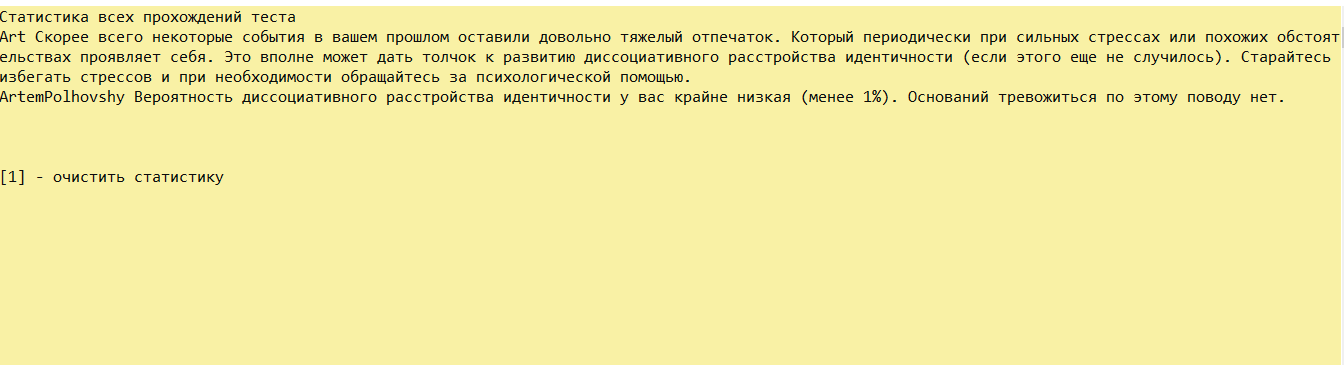 Статистика всех прохождений теста
Art Скорее всего некоторые события в вашем прошлом оставили довольно тяжелый отпечаток. Который периодически при сильных стрессах или похожих обстоят
ельствах проявляет себя. Это вполне может дать толчок к развитию диссоциативного расстройства идентичности (если этого еще не случилось). Старайтесь
избегать стрессов и при необходимости обращайтесь за психологической помощью.
ArtemPolhovshy Вероятность диссоциативного расстройства идентичности у вас крайне низкая (менее 1%). Оснований тревожиться по этому поводу нет.
[1] - очистить статистику